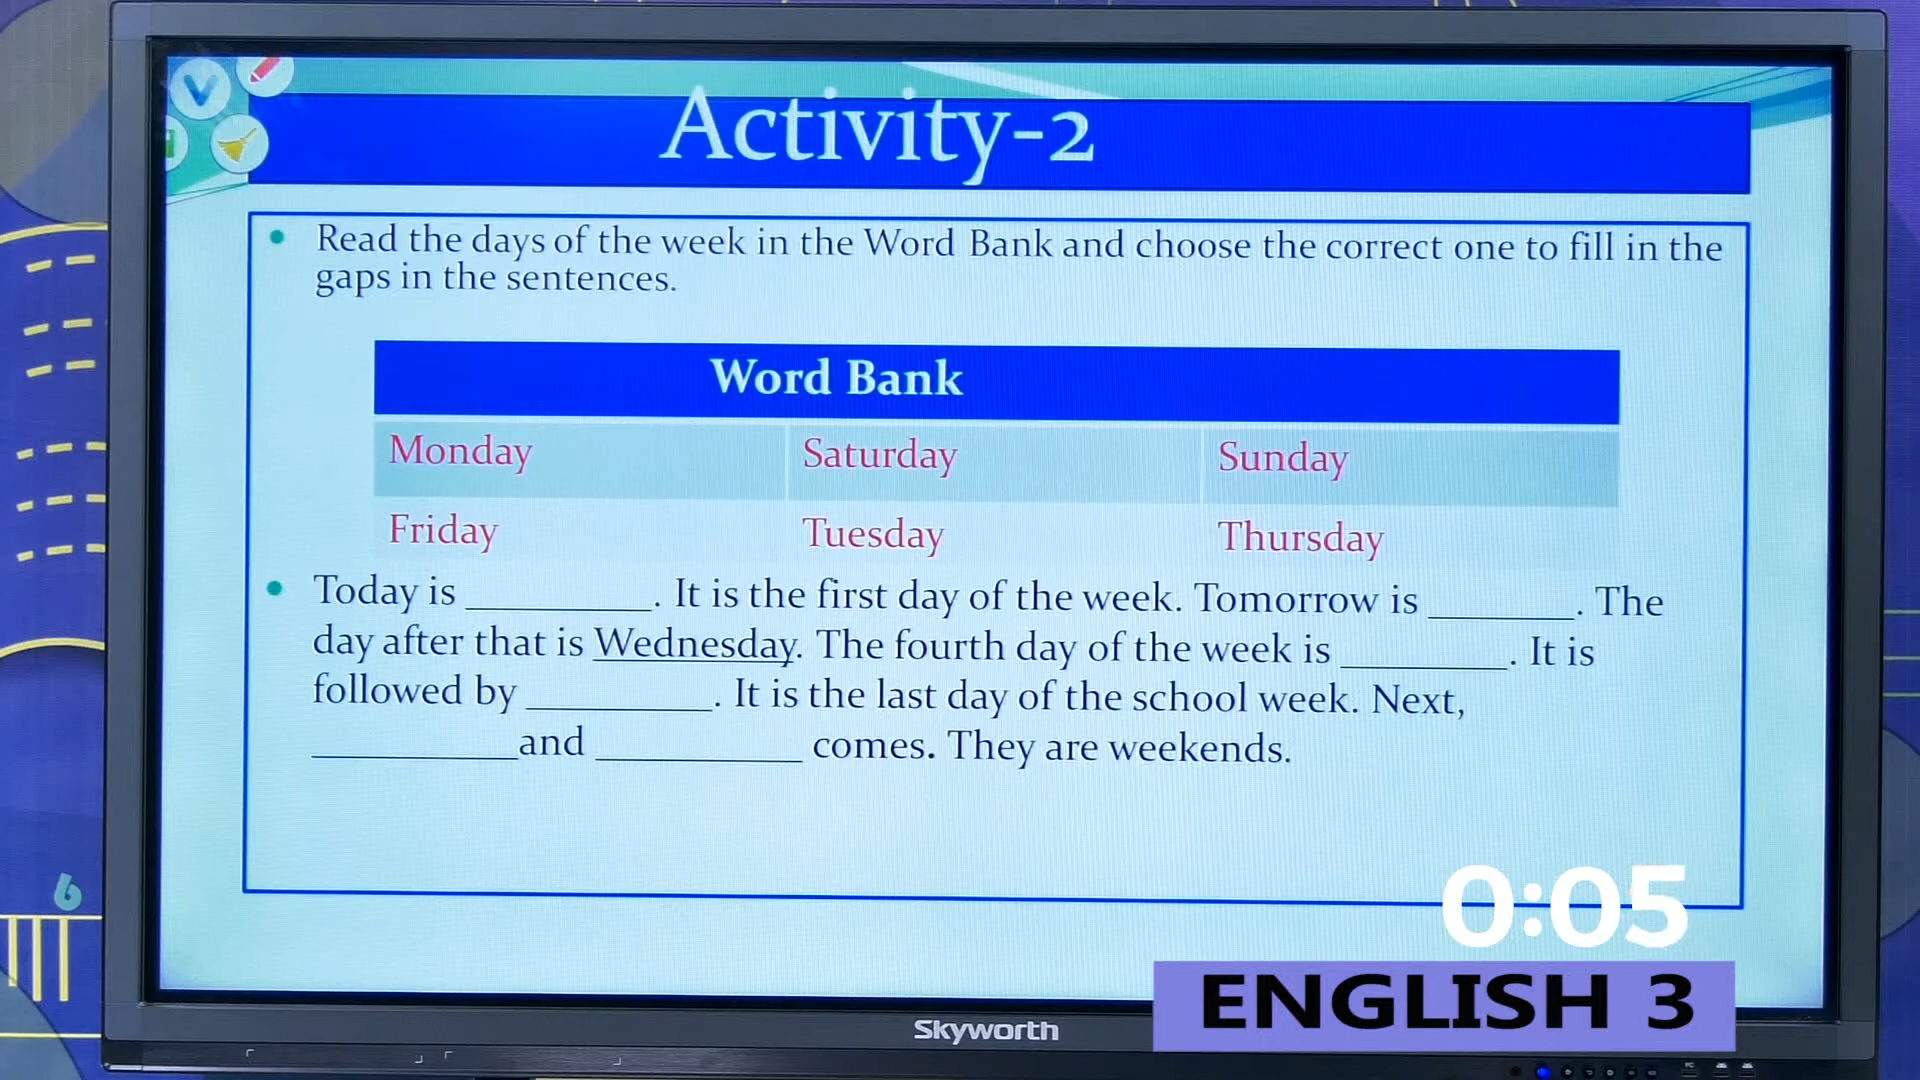 Activity-2
Read the days of the week in the Word Bank and choose the correct one to fill in the
gaps in the sentences.
Word Bank
Monday Saturday Sunday
Friday Tuesday Thursday
Today is __________. It is the first day of the week. Tomorrow is ________. The
day after that is Wednesday. The fourth day of the week is _________. It is
followed by __________. It is the last day of the school week. Next,
___________and ___________ comes. They are weekends.
6
0:05
ENGLISH 3
Skyworth